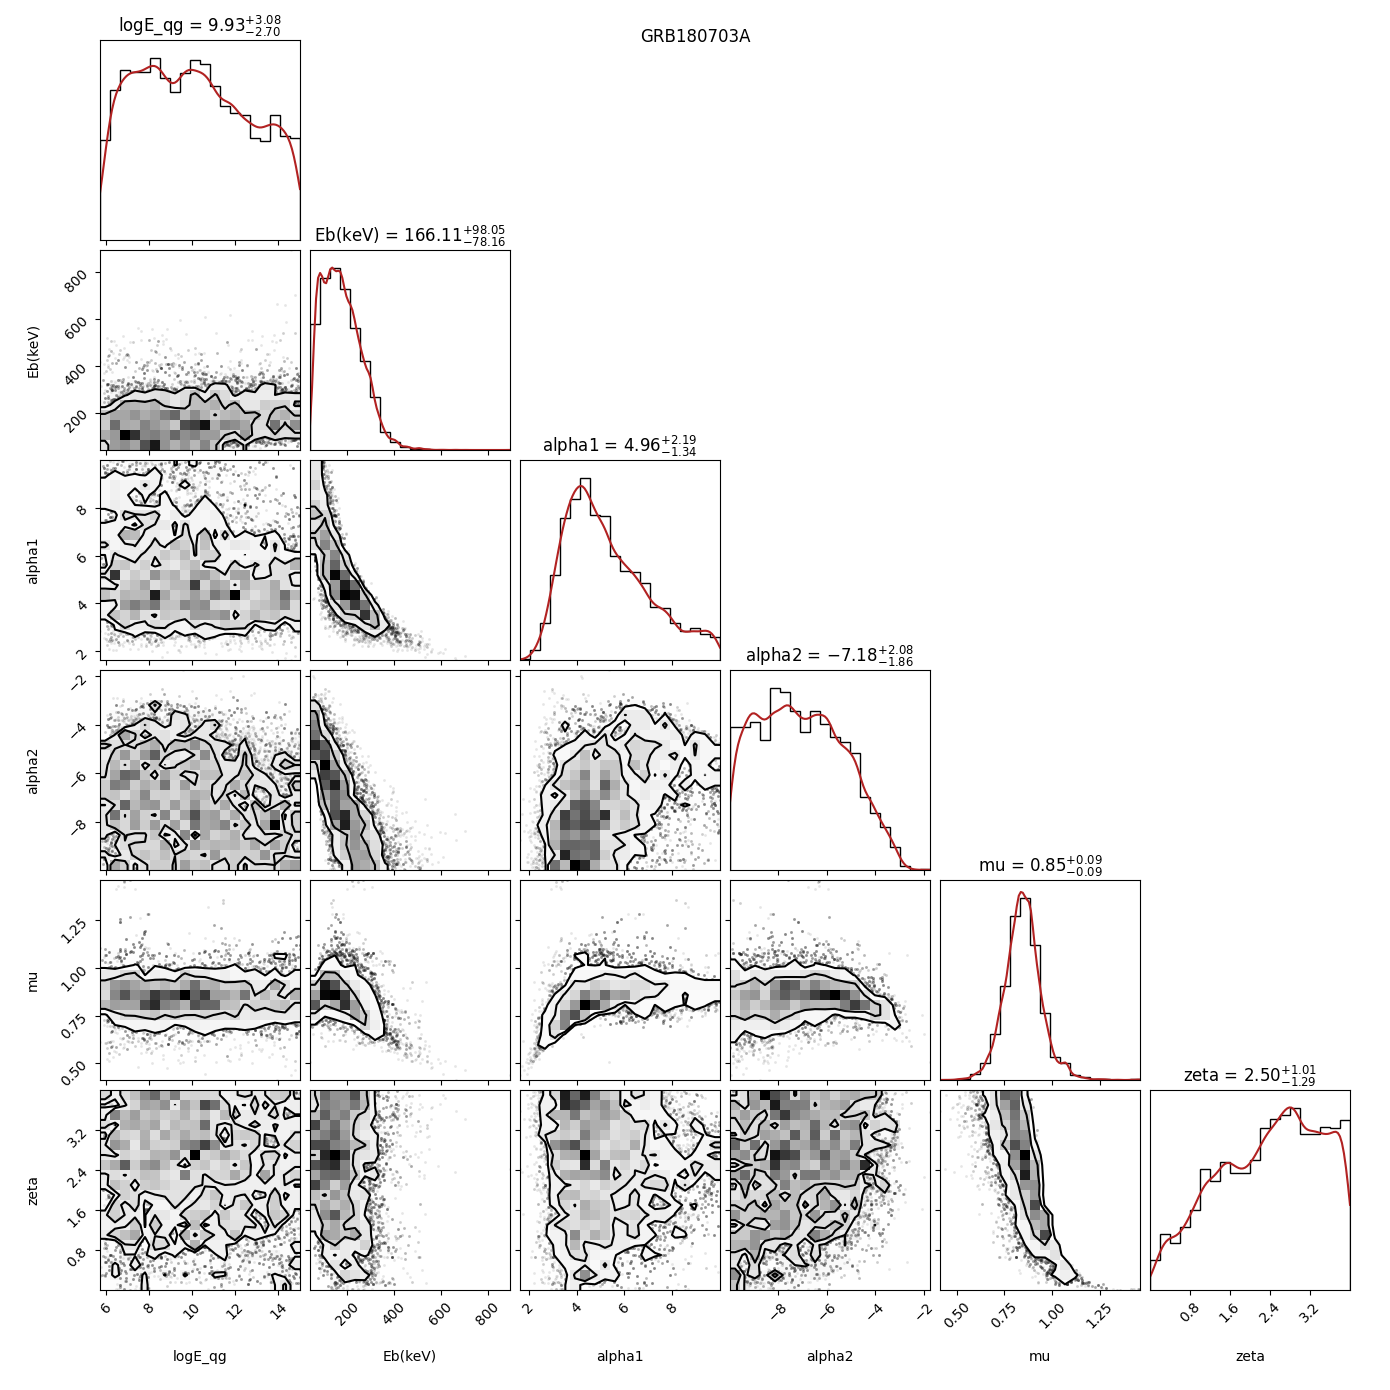 GRB180703A
logE_qg = 9.93+3.08 −2.70
Eb(keV) = 166.11+98.05 −78.16
800
600
400
200
Eb(keV)
alpha1 = 4.96+2.19 −1.34
8
6
4
2
alpha1
alpha2 = −7.18+2.08 −1.86
−2
−4
−6
−8
alpha2
mu = 0.85+0.09 −0.09
1.25
1.00
0.75
0.50
mu
zeta = 2.50+1.01 −1.29
3.2
2.4
1.6
0.8
zeta
6 8 10 12 14 200 400 600 800 2 4 6 8 −8 −6 −4 −2 0.50 0.75 1.00 1.25 0.8 1.6 2.4 3.2
logE_qg Eb(keV) alpha1 alpha2 mu zeta